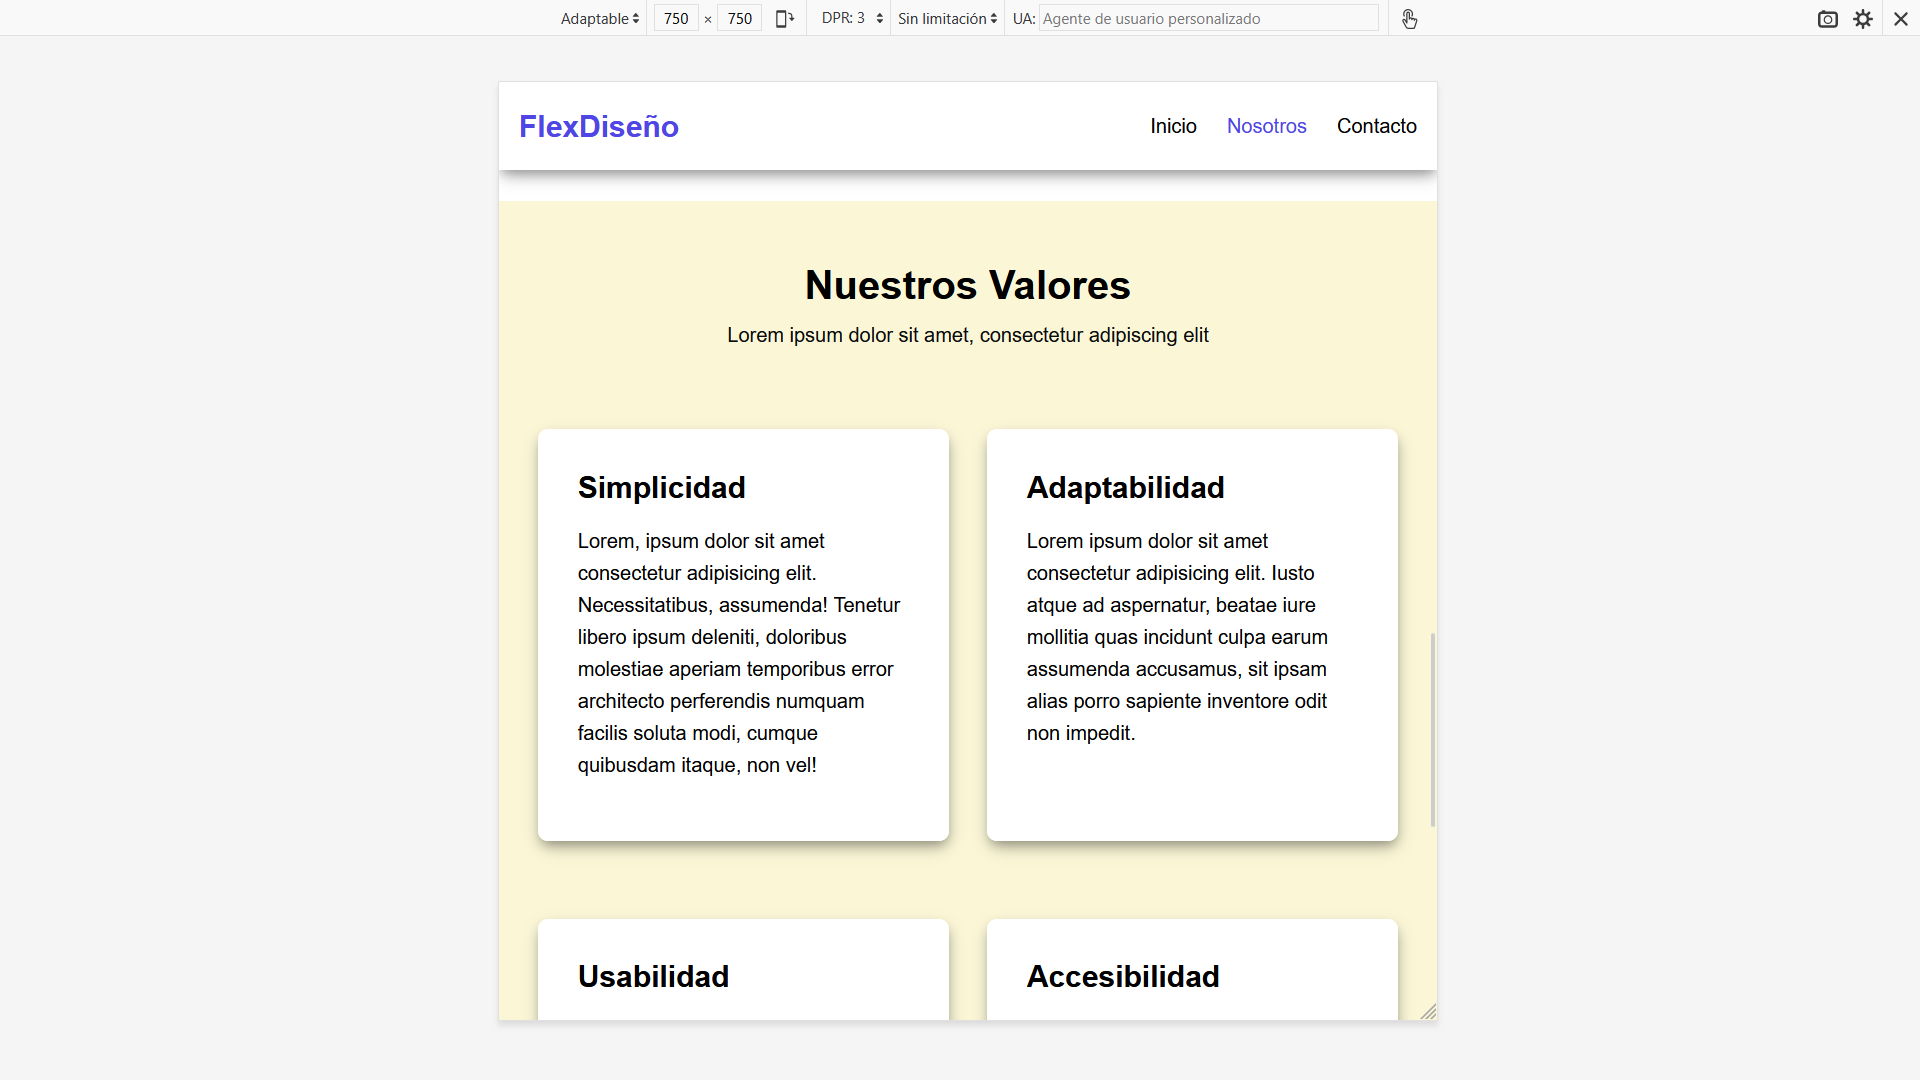 Adaptable 750 × 750 DPR: 3 Sin limitación UA: Agente de usuario personalizado
FlexDiseño Inicio Nosotros Contacto
Nuestros Valores
Lorem ipsum dolor sit amet, consectetur adipiscing elit
Simplicidad
Lorem, ipsum dolor sit amet
consectetur adipisicing elit.
Necessitatibus, assumenda! Tenetur
libero ipsum deleniti, doloribus
molestiae aperiam temporibus error
architecto perferendis numquam
facilis soluta modi, cumque
quibusdam itaque, non vel!
Adaptabilidad
Lorem ipsum dolor sit amet
consectetur adipisicing elit. Iusto
atque ad aspernatur, beatae iure
mollitia quas incidunt culpa earum
assumenda accusamus, sit ipsam
alias porro sapiente inventore odit
non impedit.
Usabilidad
Accesibilidad